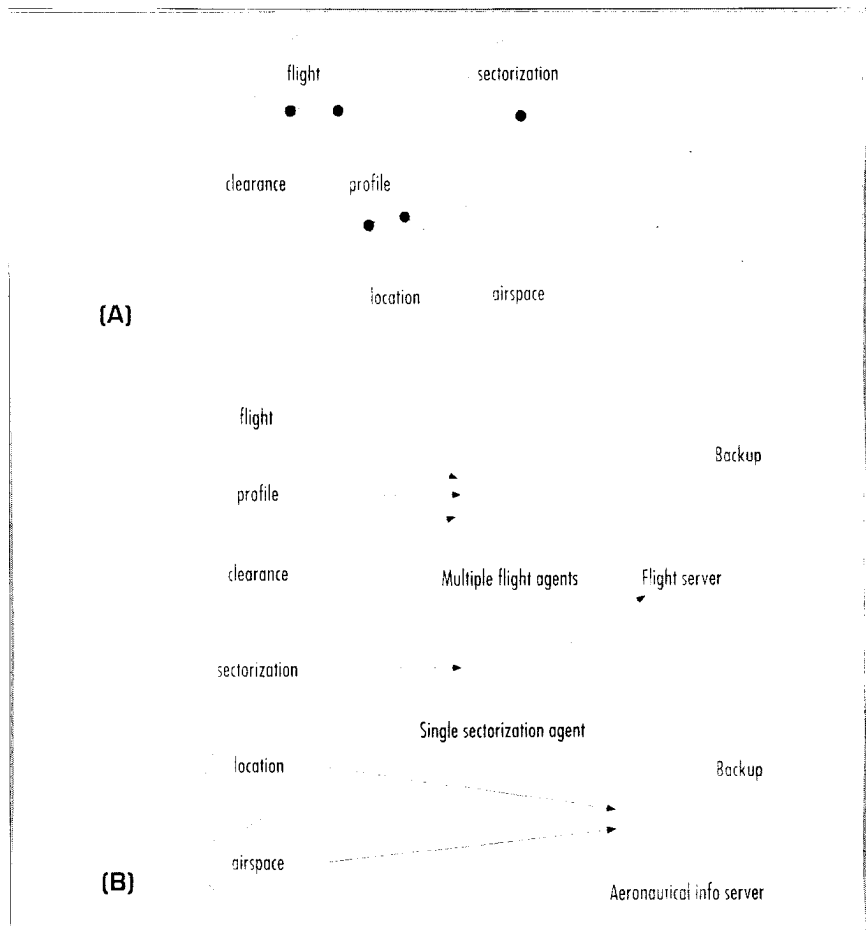 flight sectorization
clearance profile
location airspace
(A)
flight
Backup
profile
clearance Multiple flight agents Flight server
sectorization
Single sectorization agent
location Backup
airspace
(B)
Aeronautical info server